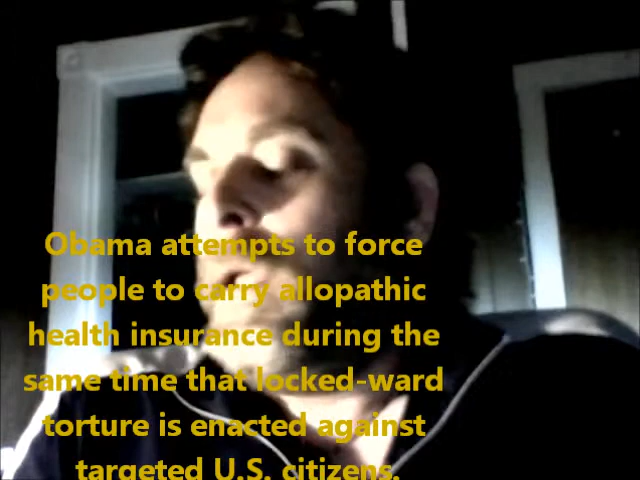 Obama attempts to force
people to carry allopathic
health insurance during the
same time that locked-ward
torture is enacted against
targeted U.S. citizens.